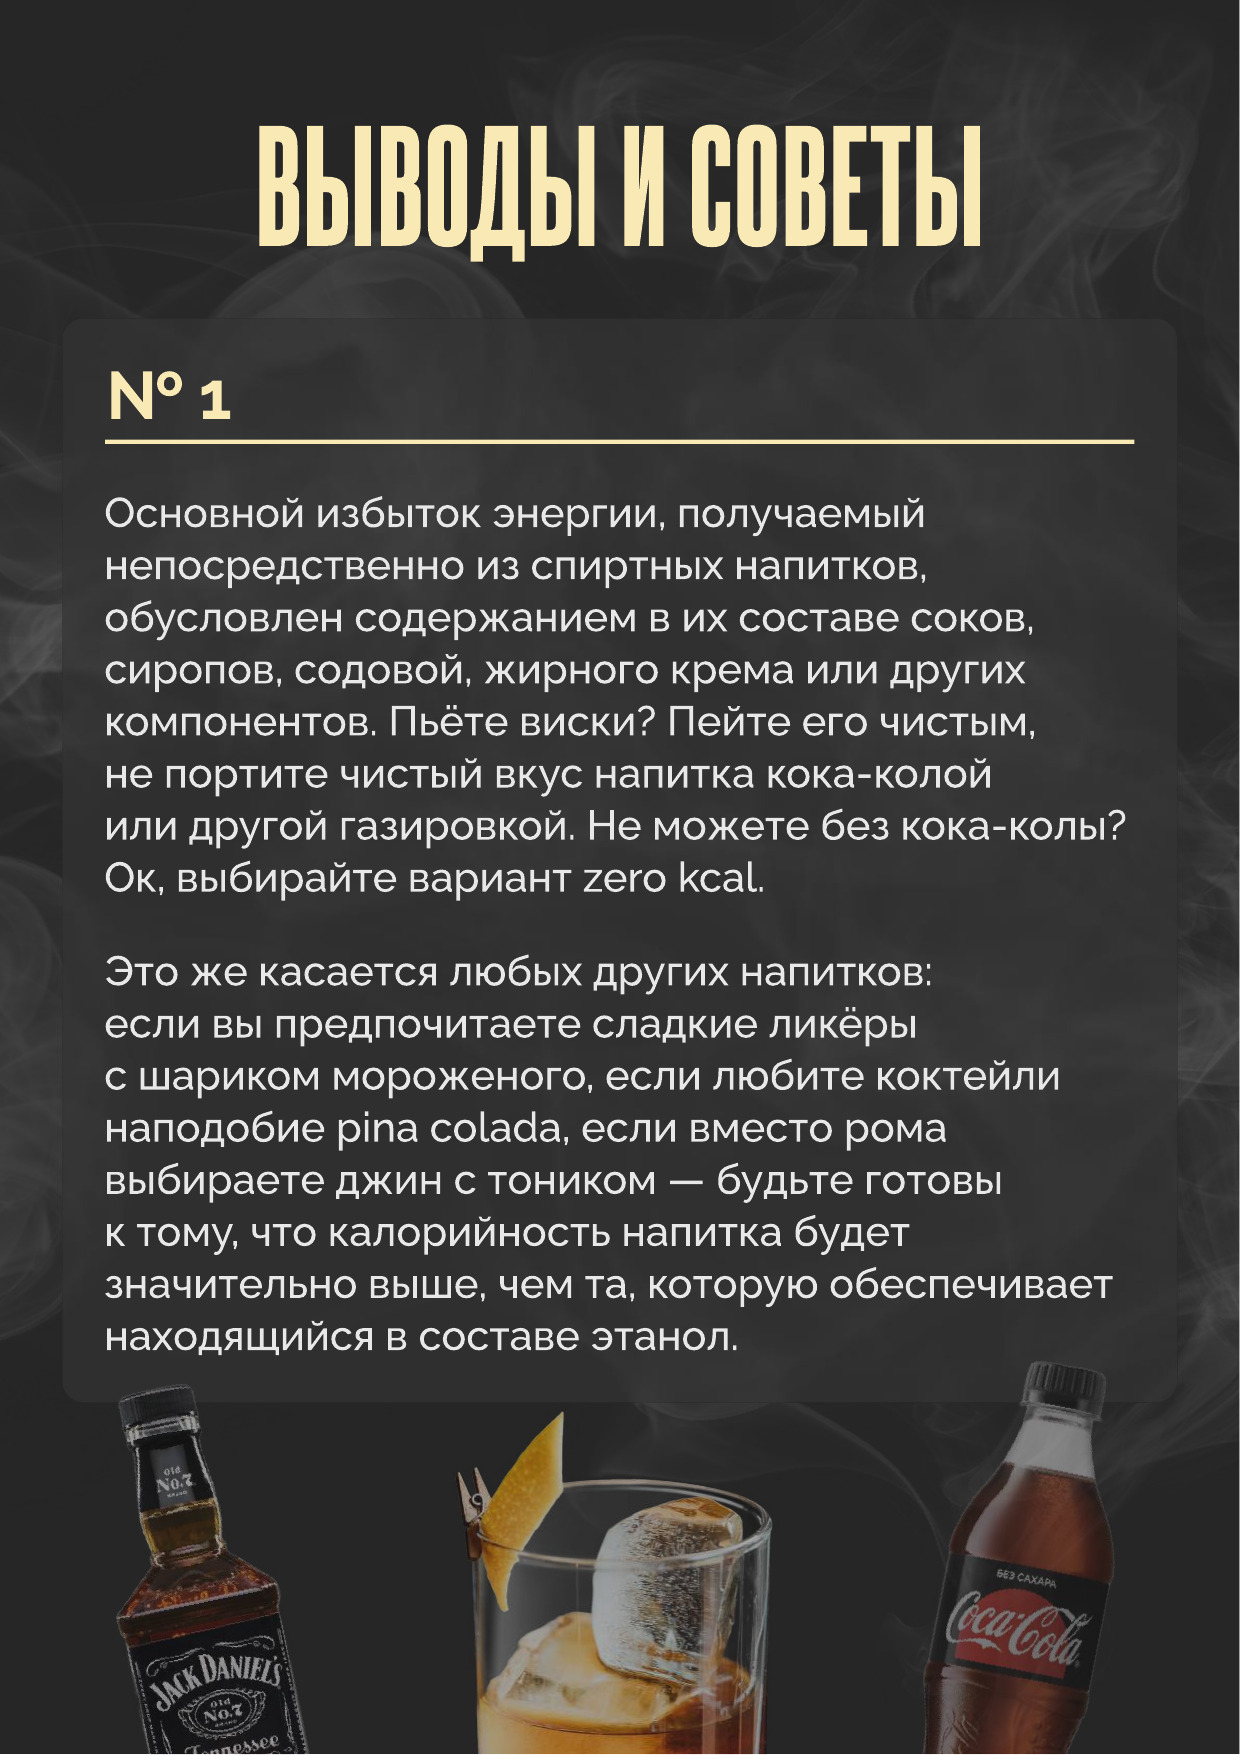 ВЫВОДЫ И СОВЕТЫ
№ 1
Основной избыток энергии, получаемый
непосредственно из спиртных напитков,
обусловлен содержанием в их составе соков,
сиропов, содовой, жирного крема или других
компонентов. Пьёте виски? Пейте его чистым,
не портите чистый вкус напитка кока-колой
или другой газировкой. Не можете без кока-колы?
Ок, выбирайте вариант zero kcal.
Это же касается любых других напитков:
если вы предпочитаете сладкие ликёры
с шариком мороженого, если любите коктейли
наподобие pina colada, если вместо рома
выбираете джин с тоником — будьте готовы
к тому, что калорийность напитка будет
значительно выше, чем та, которую обеспечивает
находящийся в составе этанол.
Old
No.7
BRAND
JACK DANIEL'S
Old
No.7
BRAND
Tennessee
БЕЗ САХАРА
Coca-Cola